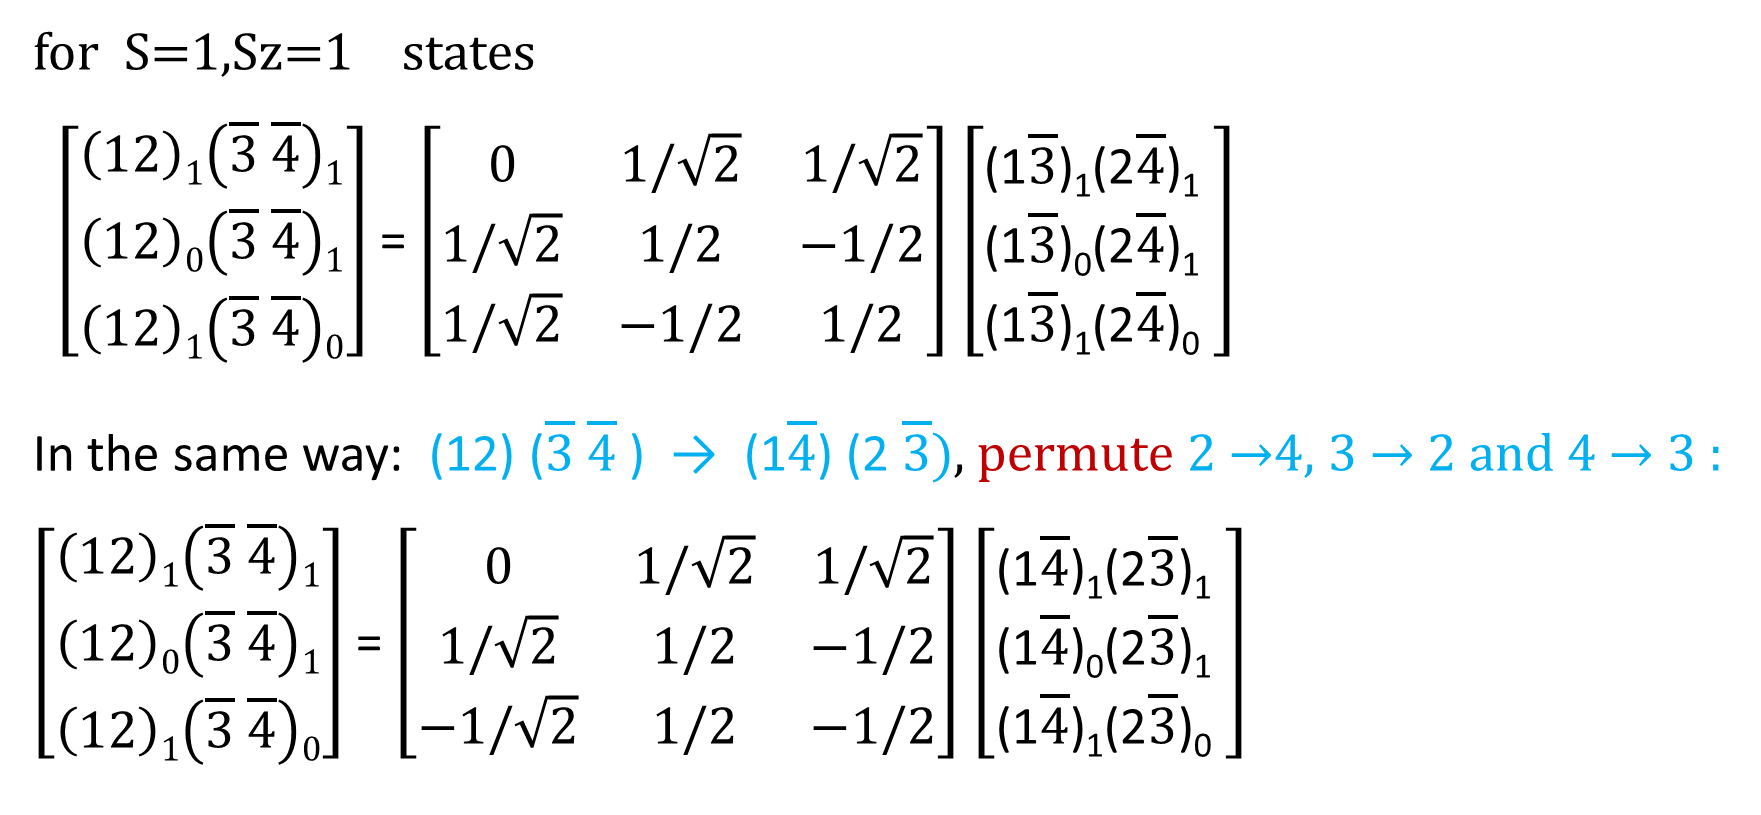 for S=1,Sz=1 states
[(12)₁(3̅ 4̅)₁] = [0 1/√2 1/√2] [(13̅)₁(24̅)₁]
[(12)₀(3̅ 4̅)₁] = [1/√2 1/2 −1/2] [(13̅)₀(24̅)₁]
[(12)₁(3̅ 4̅)₀] = [1/√2 −1/2 1/2] [(13̅)₁(24̅)₀]
In the same way: (12) (3̅ 4̅ ) → (14̅) (2 3̅), permute 2 →4, 3 → 2 and 4 → 3 :
[(12)₁(3̅ 4̅)₁] = [0 1/√2 1/√2] [(14̅)₁(23̅)₁]
[(12)₀(3̅ 4̅)₁] = [1/√2 1/2 −1/2] [(14̅)₀(23̅)₁]
[(12)₁(3̅ 4̅)₀] = [−1/√2 1/2 −1/2] [(14̅)₁(23̅)₀]